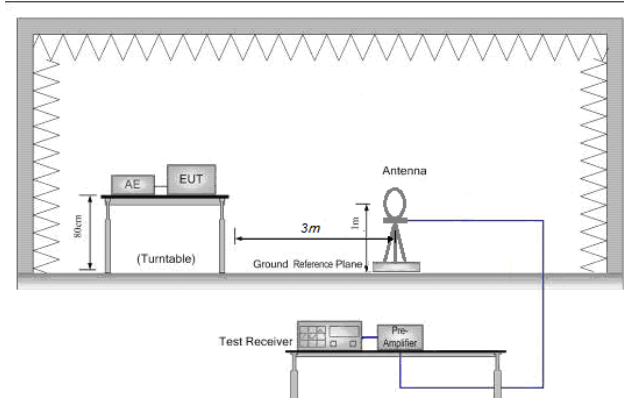 Antenna
AE
EUT
80cm
1m
3m
(Turntable)
Ground Reference Plane
Test Receiver
Pre-
Amplifier